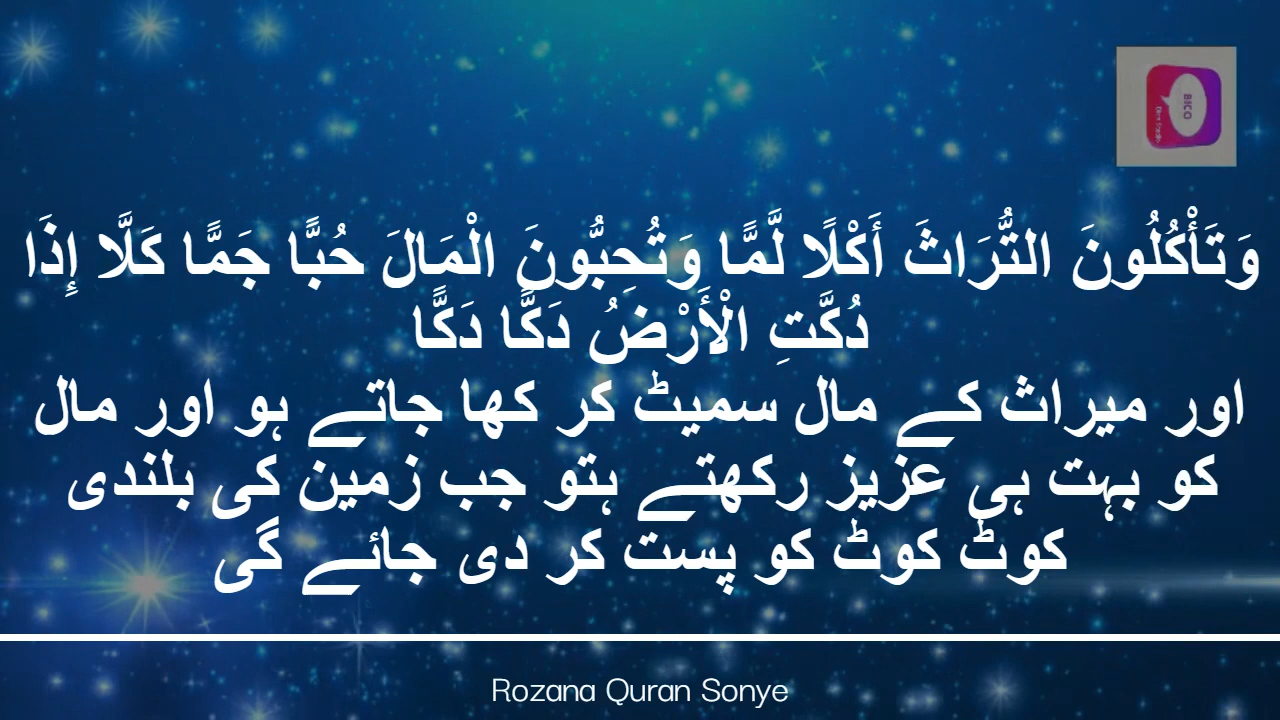 وَتَأْكُلُونَ التُّرَاثَ أَكْلًا لَّمًّا وَتُحِبُّونَ الْمَالَ حُبًّا جَمًّا كَلَّا إِذَا
دُكَّتِ الْأَرْضُ دَكًّا دَكًّا
اور میراث کے مال سمیٹ کر کھا جاتے ہو اور مال
کو بہت ہی عزیز رکھتے ہتو جب زمین کی بلندی
کوٹ کوٹ کو پست کر دی جائے گی
Rozana Quran Sonye
BICO